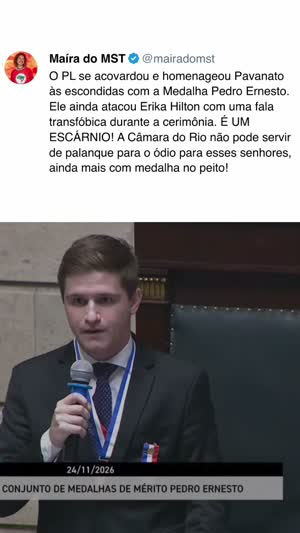 Maíra do MST @mairadomst
O PL se acovardou e homenageou Pavanato
às escondidas com a Medalha Pedro Ernesto.
Ele ainda atacou Erika Hilton com uma fala
transfóbica durante a cerimônia. É UM
ESCÁRNIO! A Câmara do Rio não pode servir
de palanque para o ódio para esses senhores,
ainda mais com medalha no peito!
24/11/2026
CONJUNTO DE MEDALHAS DE MÉRITO PEDRO ERNESTO